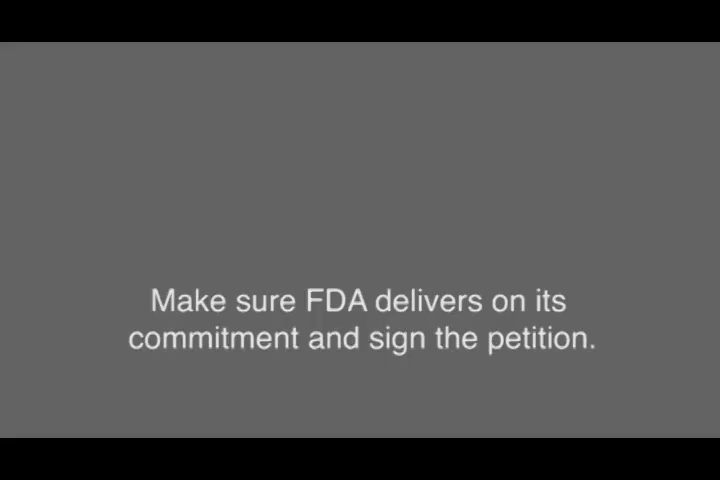 Make sure FDA delivers on its
commitment and sign the petition.